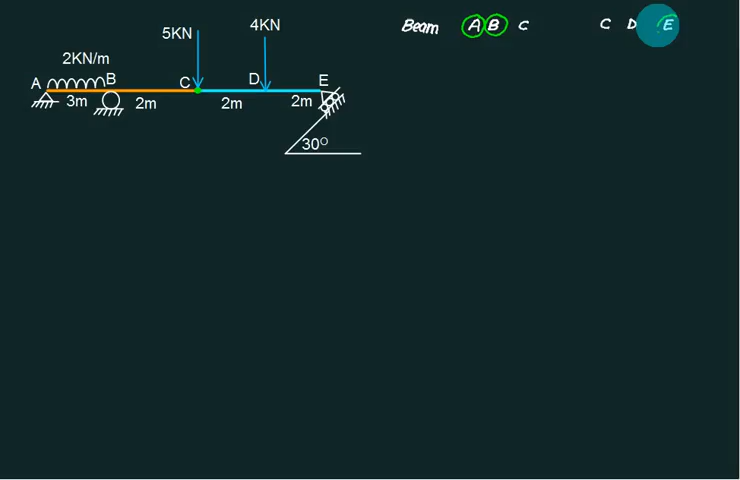 Beam A B C C D E
5KN 4KN
2KN/m
A B C D E
3m 2m 2m 2m
30°